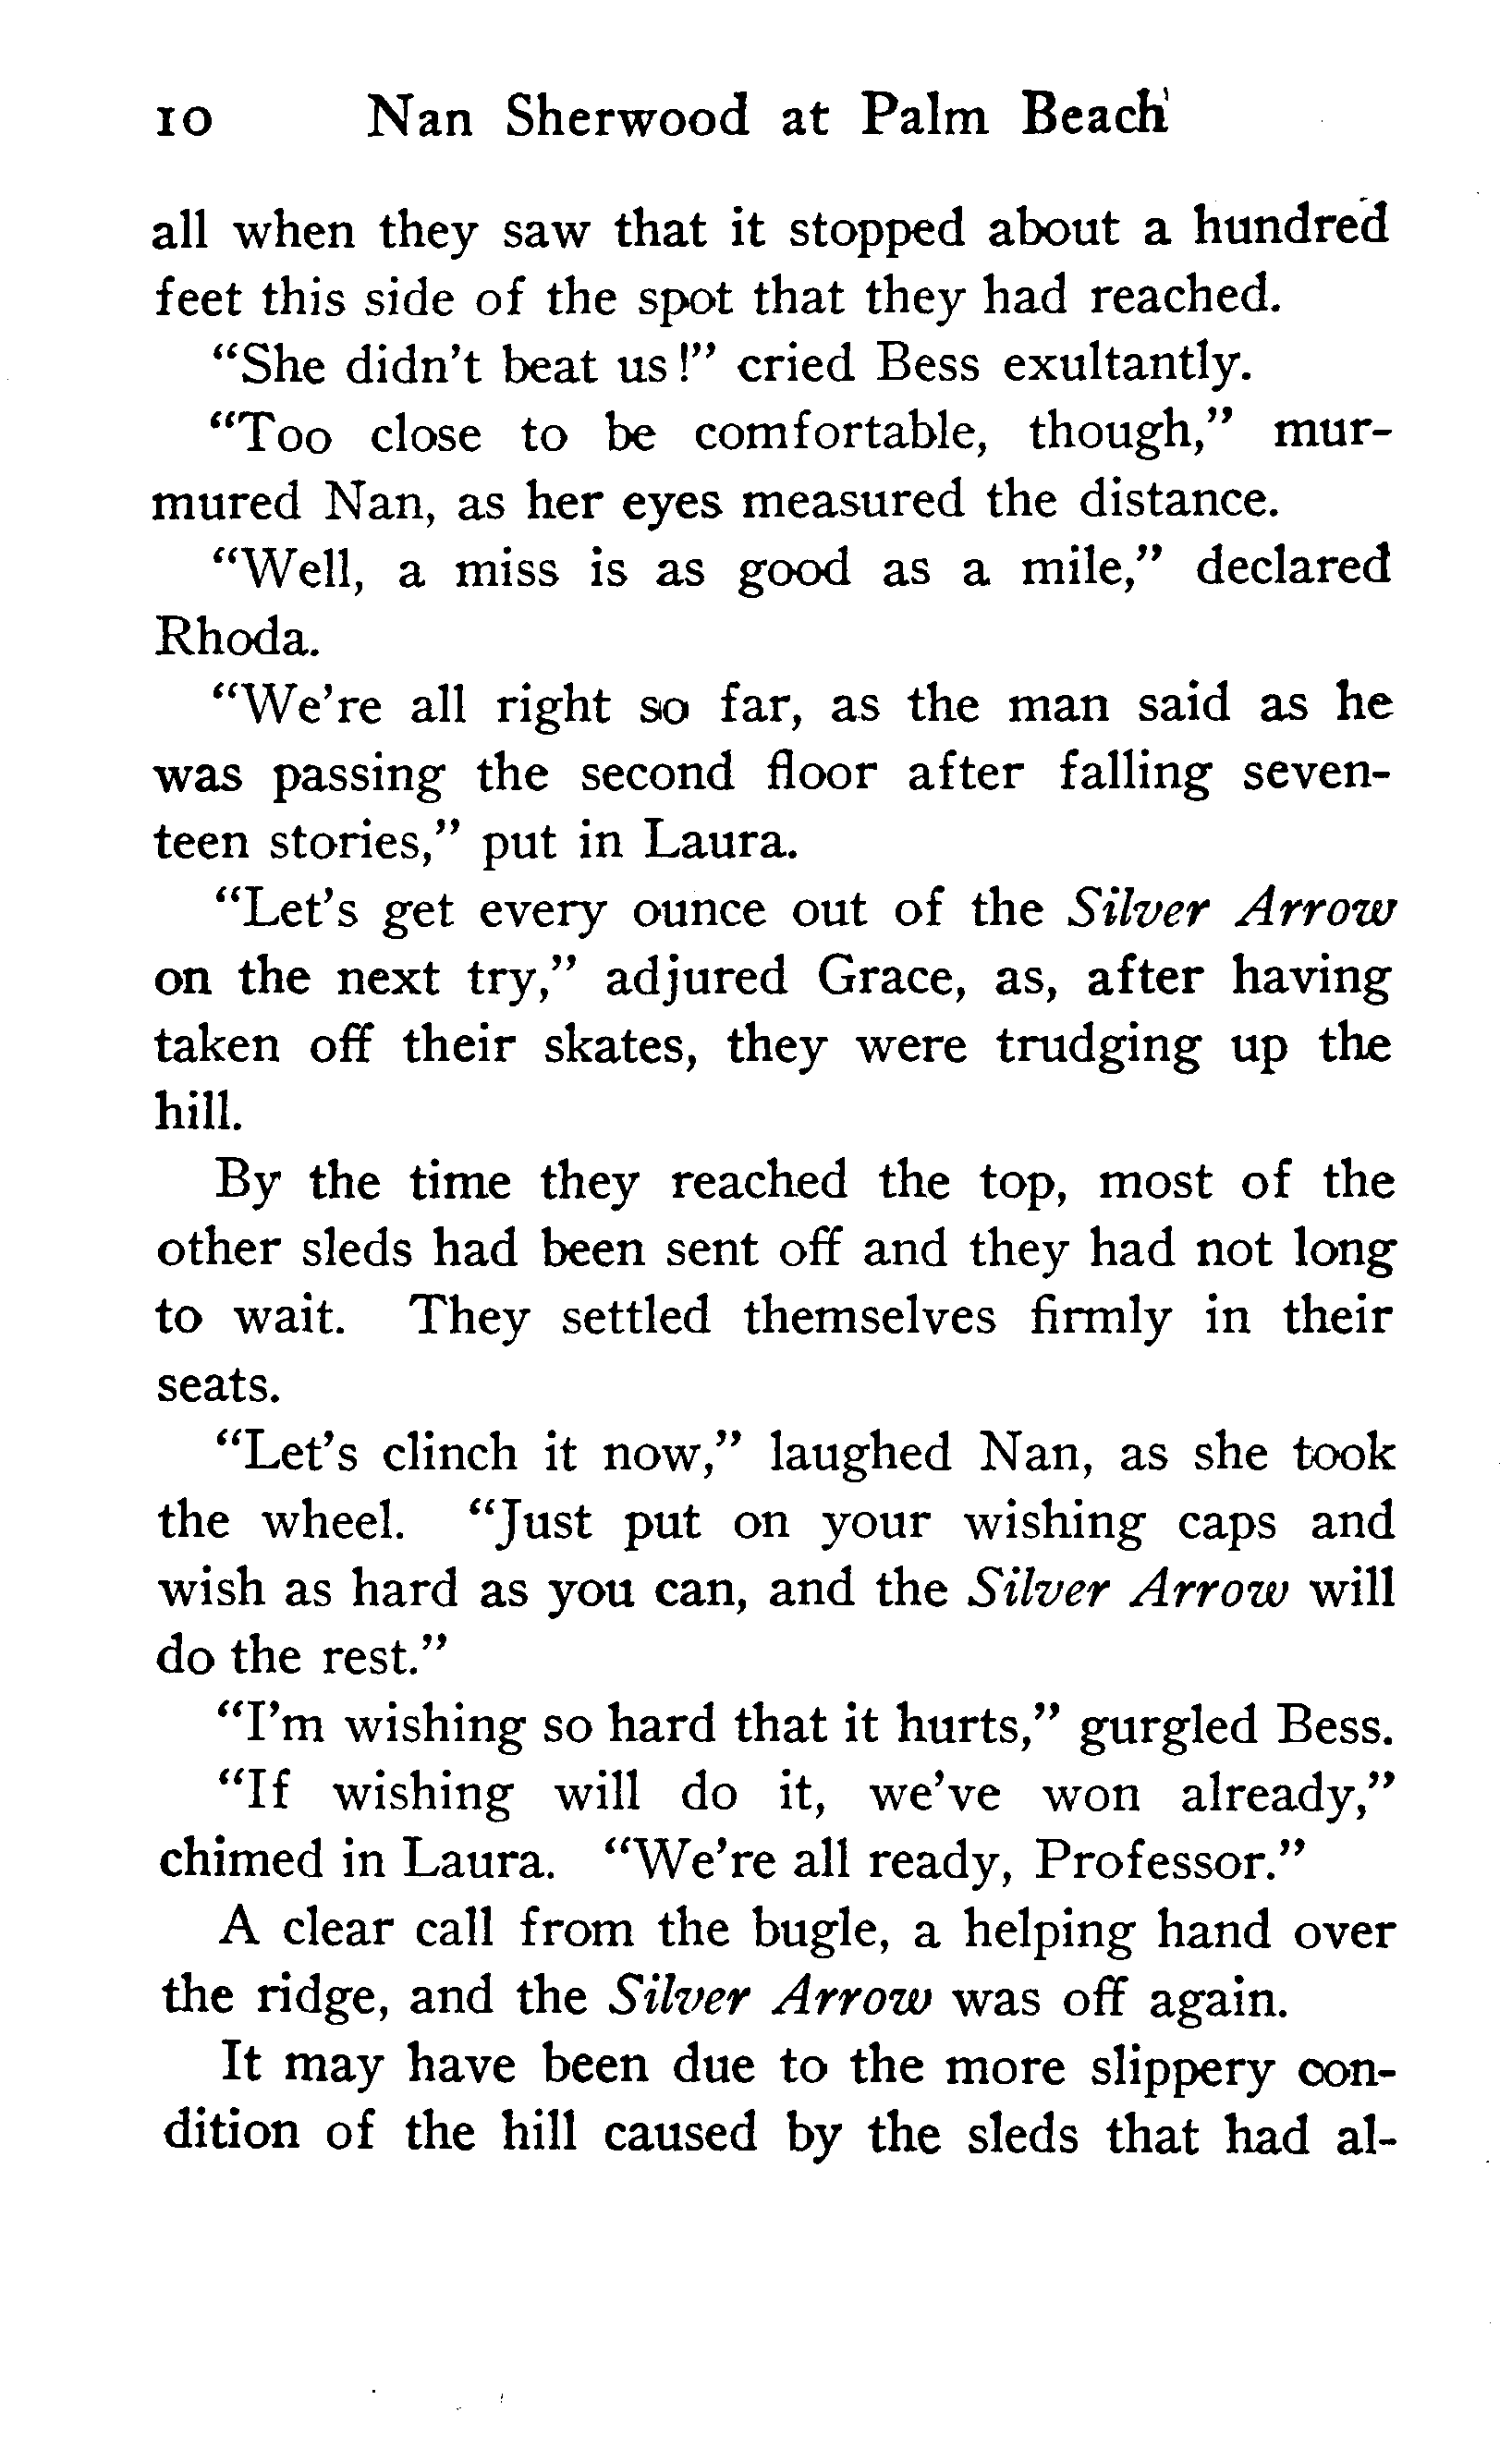 10 Nan Sherwood at Palm Beach
all when they saw that it stopped about a hundred
feet this side of the spot that they had reached.
"She didn't beat us!" cried Bess exultantly.
"Too close to be comfortable, though," mur-
mured Nan, as her eyes measured the distance.
"Well, a miss is as good as a mile," declared
Rhoda.
"We're all right so far, as the man said as he
was passing the second floor after falling seven-
teen stories," put in Laura.
"Let's get every ounce out of the Silver Arrow
on the next try," adjured Grace, as, after having
taken off their skates, they were trudging up the
hill.
By the time they reached the top, most of the
other sleds had been sent off and they had not long
to wait. They settled themselves firmly in their
seats.
"Let's clinch it now," laughed Nan, as she took
the wheel. "Just put on your wishing caps and
wish as hard as you can, and the Silver Arrow will
do the rest."
"I'm wishing so hard that it hurts," gurgled Bess.
"If wishing will do it, we've won already,"
chimed in Laura. "We're all ready, Professor."
A clear call from the bugle, a helping hand over
the ridge, and the Silver Arrow was off again.
It may have been due to the more slippery con-
dition of the hill caused by the sleds that had al-